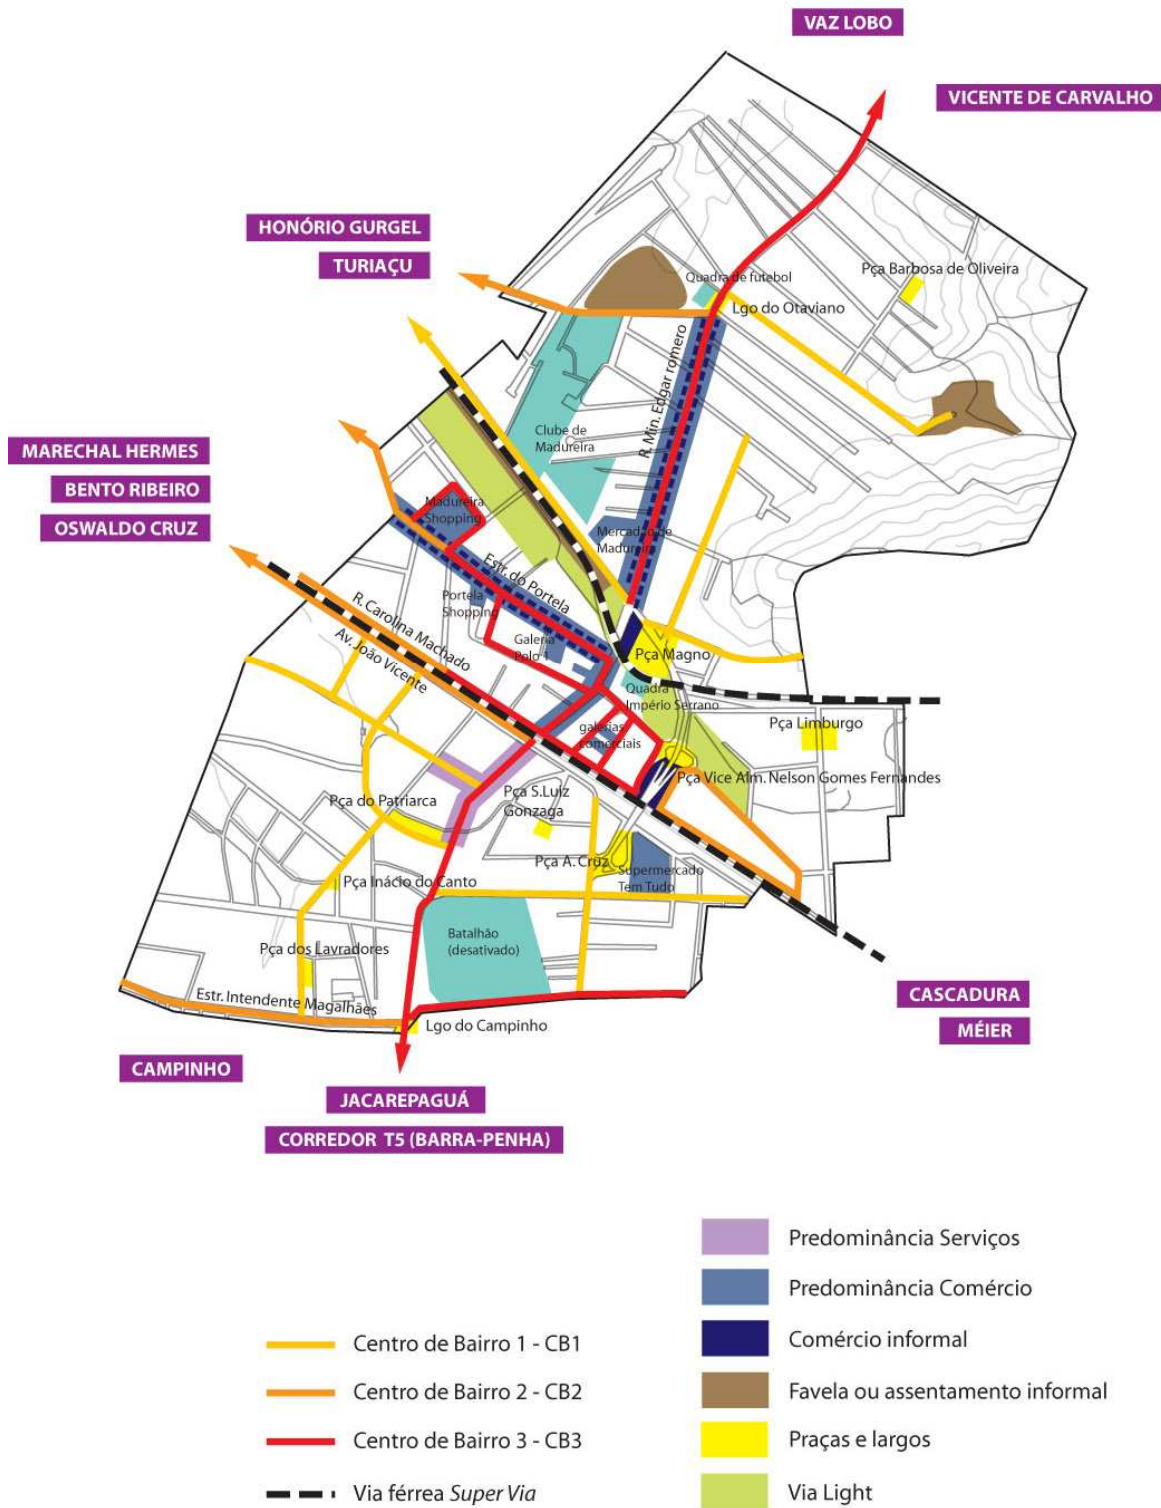 VAZ LOBO
VICENTE DE CARVALHO
HONÓRIO GURGEL
TURIAÇU
Pça Barbosa de Oliveira
Quadra de futebol
Lgo do Otaviano
R. Min. Edgar romero
Clube de
Madureira
MARECHAL HERMES
BENTO RIBEIRO
OSWALDO CRUZ
Madureira
Shopping
Mercadão de
Madureira
Estr. do Portela
Portela
Shopping
R. Carolina Machado
Av. João Vicente
Galeria
Polo 1
Pça Magno
Quadra
Império Serrano
galerias
comerciais
Pça Limburgo
Pça Vice Alm. Nelson Gomes Fernandes
Pça do Patriarca
Pça S.Luiz
Gonzaga
Pça A. Cruz
Supermercado
Tem Tudo
Pça Inácio do Canto
Batalhão
(desativado)
Pça dos Lavradores
Estr. Intendente Magalhães
Lgo do Campinho
CASCADURA
MÉIER
CAMPINHO
JACAREPAGUÁ
CORREDOR T5 (BARRA-PENHA)
Predominância Serviços
Predominância Comércio
Comércio informal
Favela ou assentamento informal
Praças e largos
Via Light
Centro de Bairro 1 - CB1
Centro de Bairro 2 - CB2
Centro de Bairro 3 - CB3
Via férrea Super Via